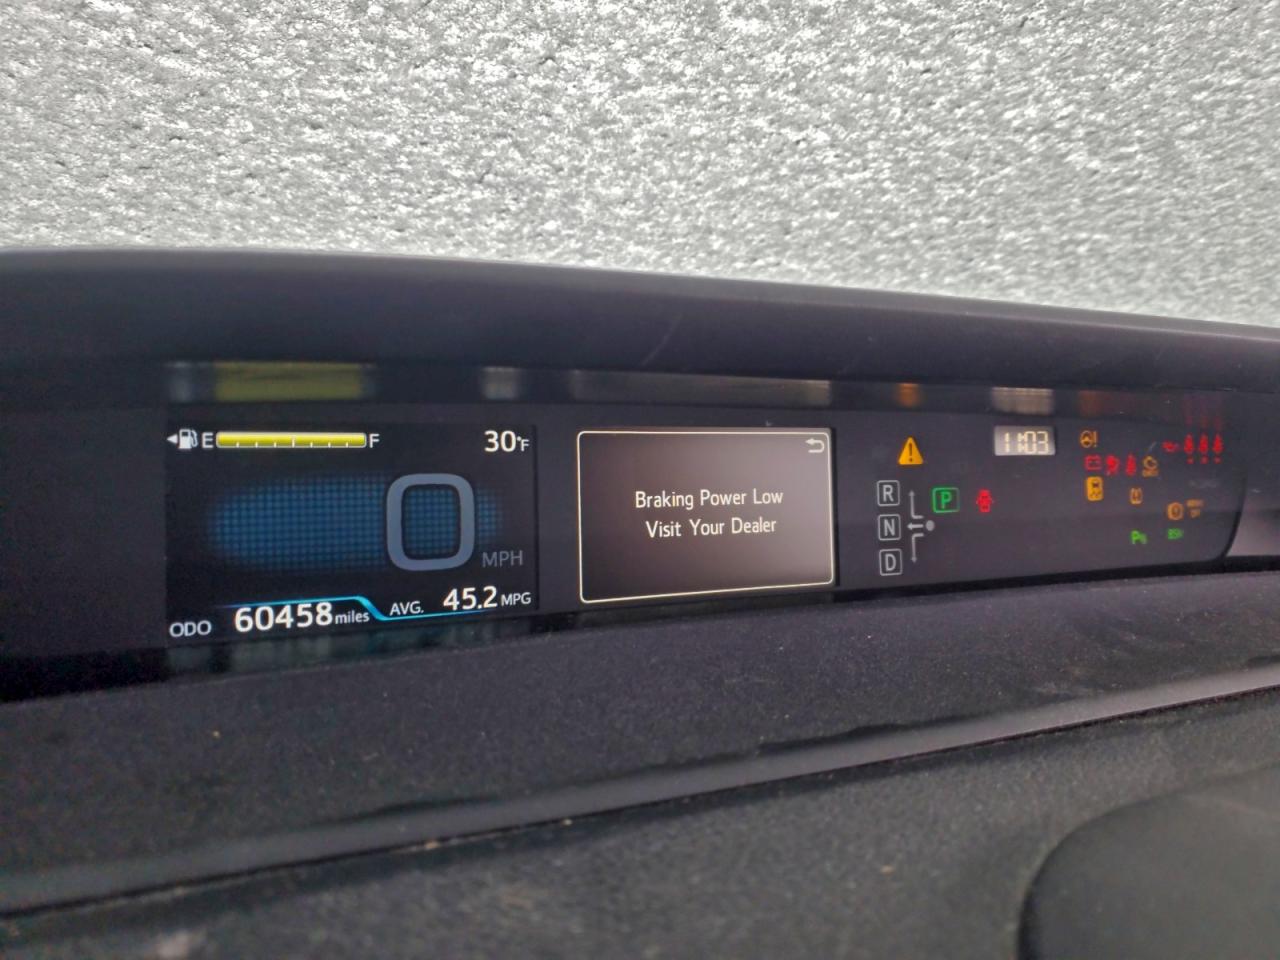 E F 30°F
0
MPH
ODO 60458 miles AVG. 45.2 MPG
Braking Power Low
Visit Your Dealer
11:03
R
P
N
D